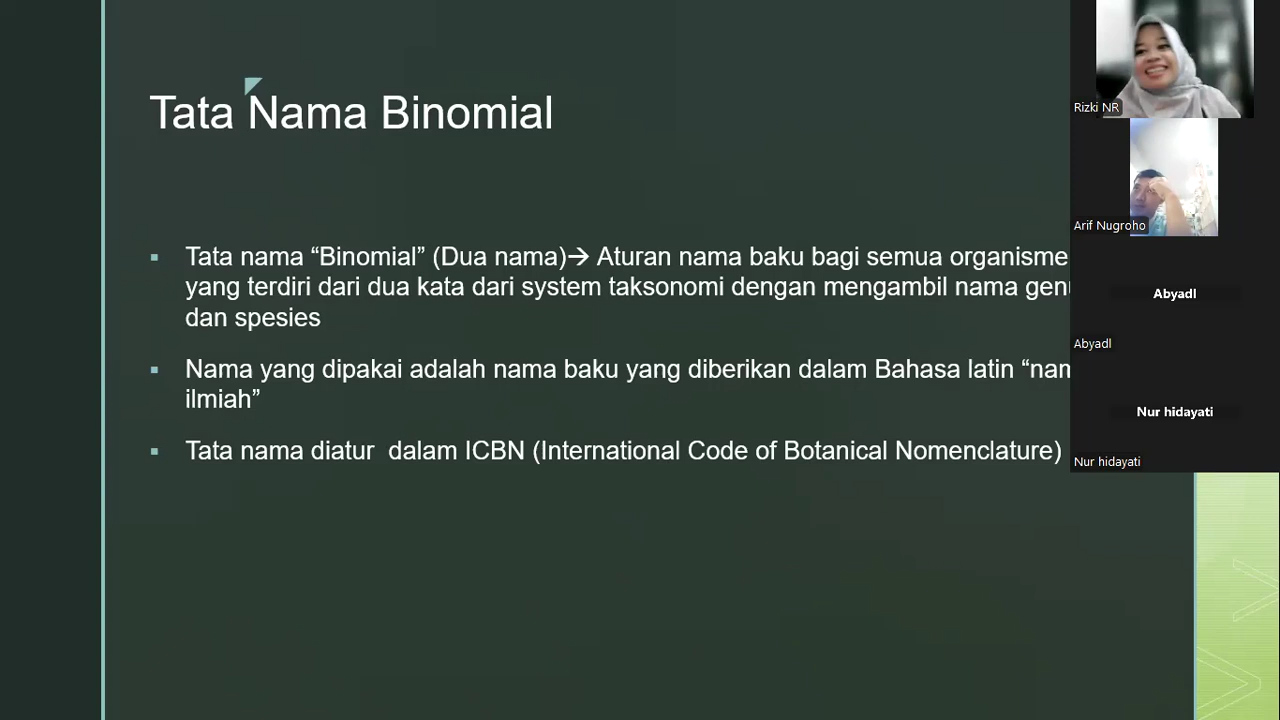 Tata Nama Binomial
▪ Tata nama “Binomial” (Dua nama)→ Aturan nama baku bagi semua organisme
yang terdiri dari dua kata dari system taksonomi dengan mengambil nama
dan spesies
▪ Nama yang dipakai adalah nama baku yang diberikan dalam Bahasa latin
ilmiah”
▪ Tata nama diatur  dalam ICBN (International Code of Botanical Nomenclature)
Rizki NR
Arif Nugroho
Abyadl
Abyadl
Nur hidayati
Nur hidayati